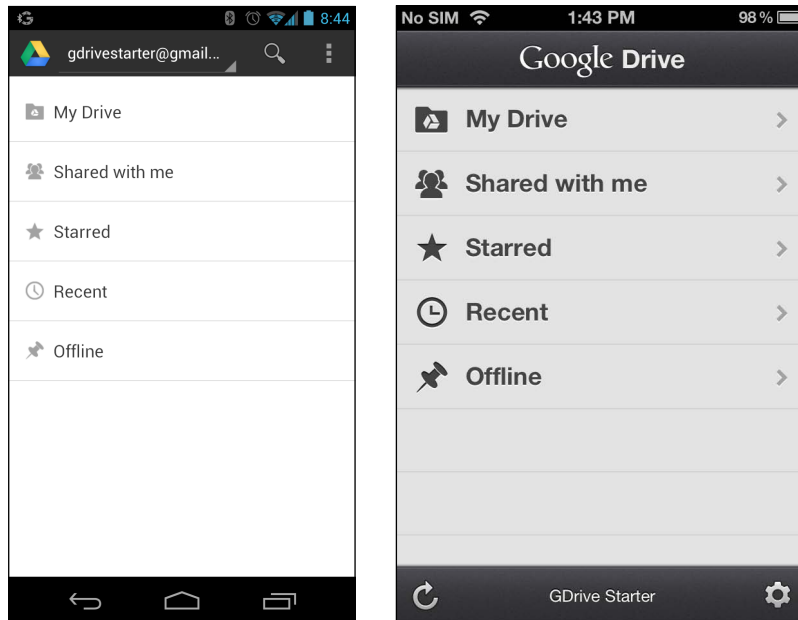 8:44
gdrivestarter@gmail...
My Drive
Shared with me
Starred
Recent
Offline
No SIM 1:43 PM 98%
Google Drive
My Drive
Shared with me
Starred
Recent
Offline
GDrive Starter